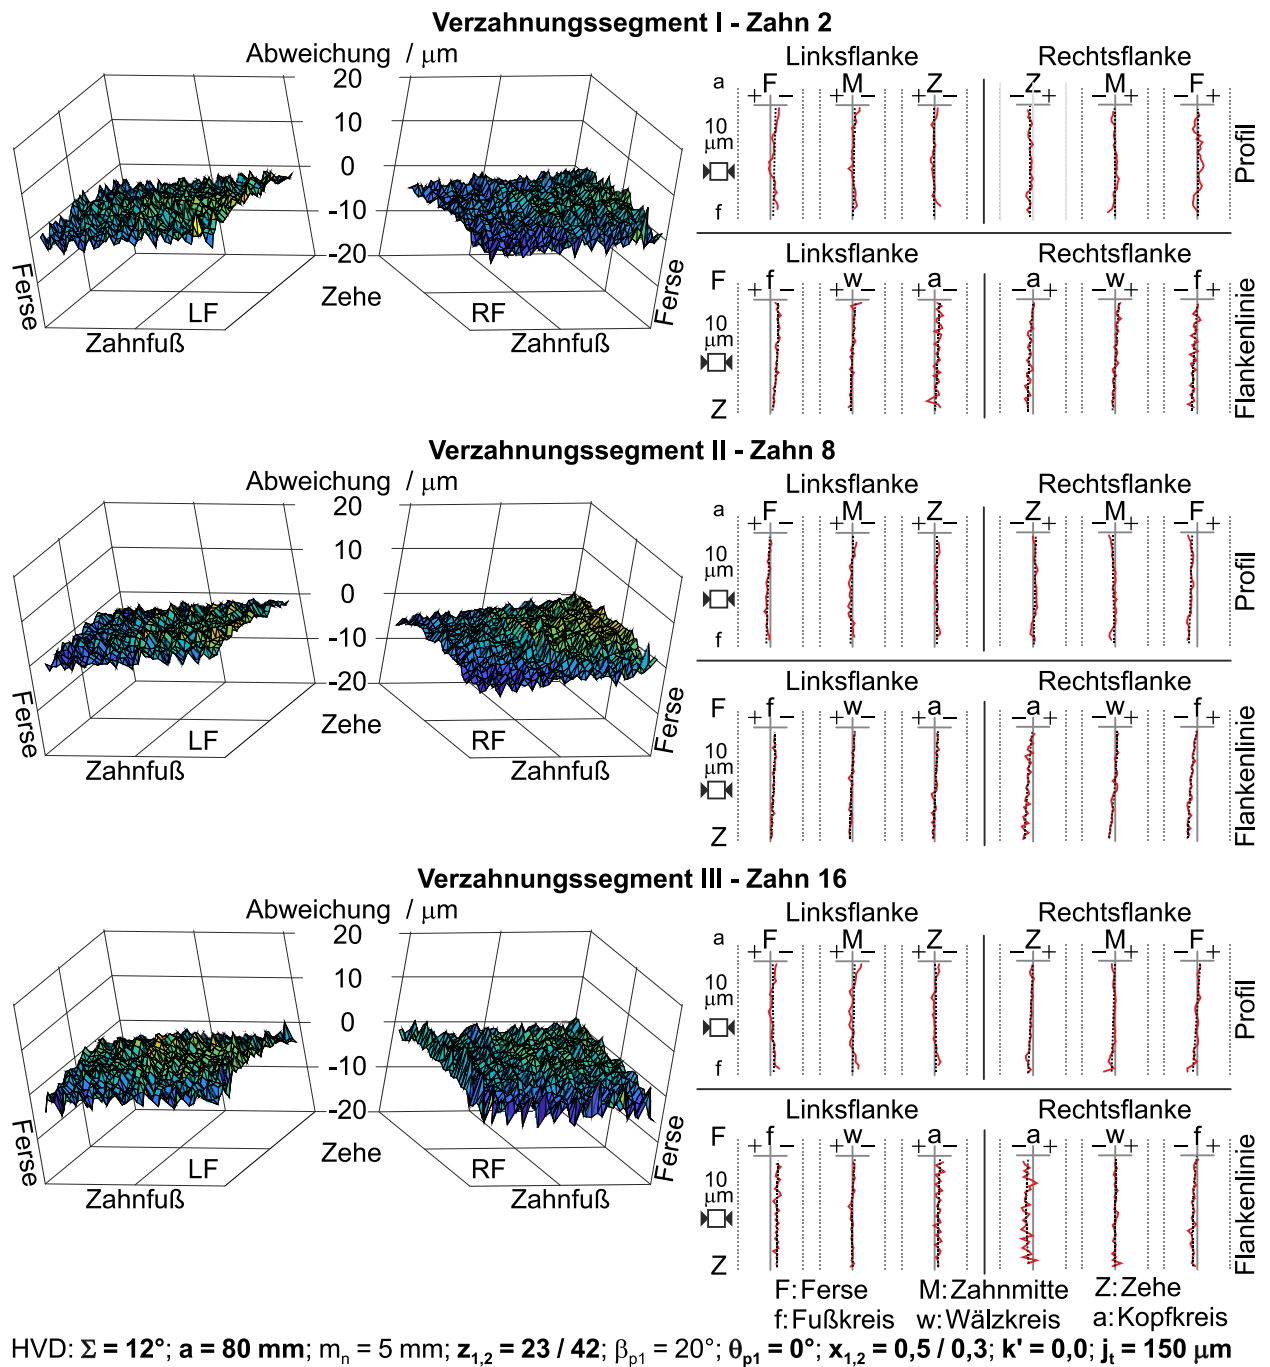 Verzahnungssegment I - Zahn 2
Abweichung / μm
20
10
0
-10
-20
Ferse
LF
Zahnfuß
Zehe
RF
Zahnfuß
Ferse
Linksflanke Rechtsflanke
a + F − + M − + Z − − Z + − M + − F +
10
μm
f
Profil
Linksflanke Rechtsflanke
F + f − + w − + a − − a + − w + − f +
10
μm
Z
Flankenlinie
Verzahnungssegment II - Zahn 8
Abweichung / μm
20
10
0
-10
-20
Ferse
LF
Zahnfuß
Zehe
RF
Zahnfuß
Ferse
Linksflanke Rechtsflanke
a + F − + M − + Z − − Z + − M + − F +
10
μm
f
Profil
Linksflanke Rechtsflanke
F + f − + w − + a − − a + − w + − f +
10
μm
Z
Flankenlinie
Verzahnungssegment III - Zahn 16
Abweichung / μm
20
10
0
-10
-20
Ferse
LF
Zahnfuß
Zehe
RF
Zahnfuß
Ferse
Linksflanke Rechtsflanke
a + F − + M − + Z − − Z + − M + − F +
10
μm
f
Profil
Linksflanke Rechtsflanke
F + f − + w − + a − − a + − w + − f +
10
μm
Z
Flankenlinie
F: Ferse M: Zahnmitte Z: Zehe
f: Fußkreis w: Wälzkreis a: Kopfkreis
HVD: Σ = 12°; a = 80 mm; mn = 5 mm; z1,2 = 23 / 42; βp1 = 20°; θp1 = 0°; x1,2 = 0,5 / 0,3; k' = 0,0; jt = 150 μm